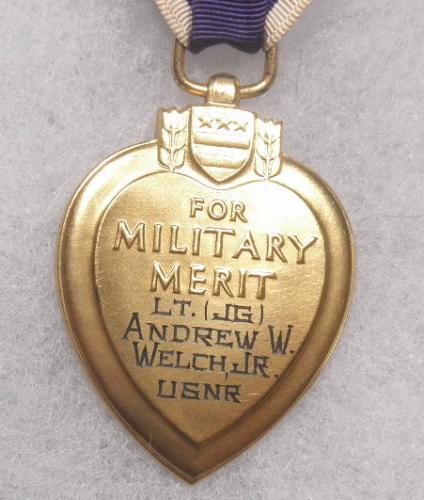 FOR
MILITARY
MERIT
LT. (JG)
ANDREW W.
WELCH, JR.
USNR